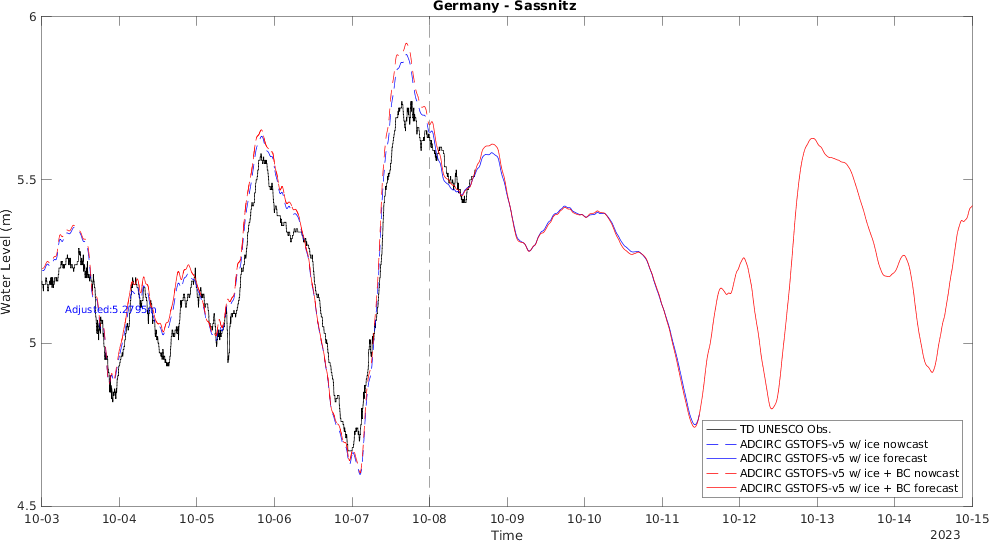 Germany - Sassnitz
6
5.5
5
4.5
Water Level (m)
Adjusted:5.2795m
TD UNESCO Obs.
ADCIRC GSTOFS-v5 w/ ice nowcast
ADCIRC GSTOFS-v5 w/ ice forecast
ADCIRC GSTOFS-v5 w/ ice + BC nowcast
ADCIRC GSTOFS-v5 w/ ice + BC forecast
10-03 10-04 10-05 10-06 10-07 10-08 10-09 10-10 10-11 10-12 10-13 10-14 10-15
Time
2023